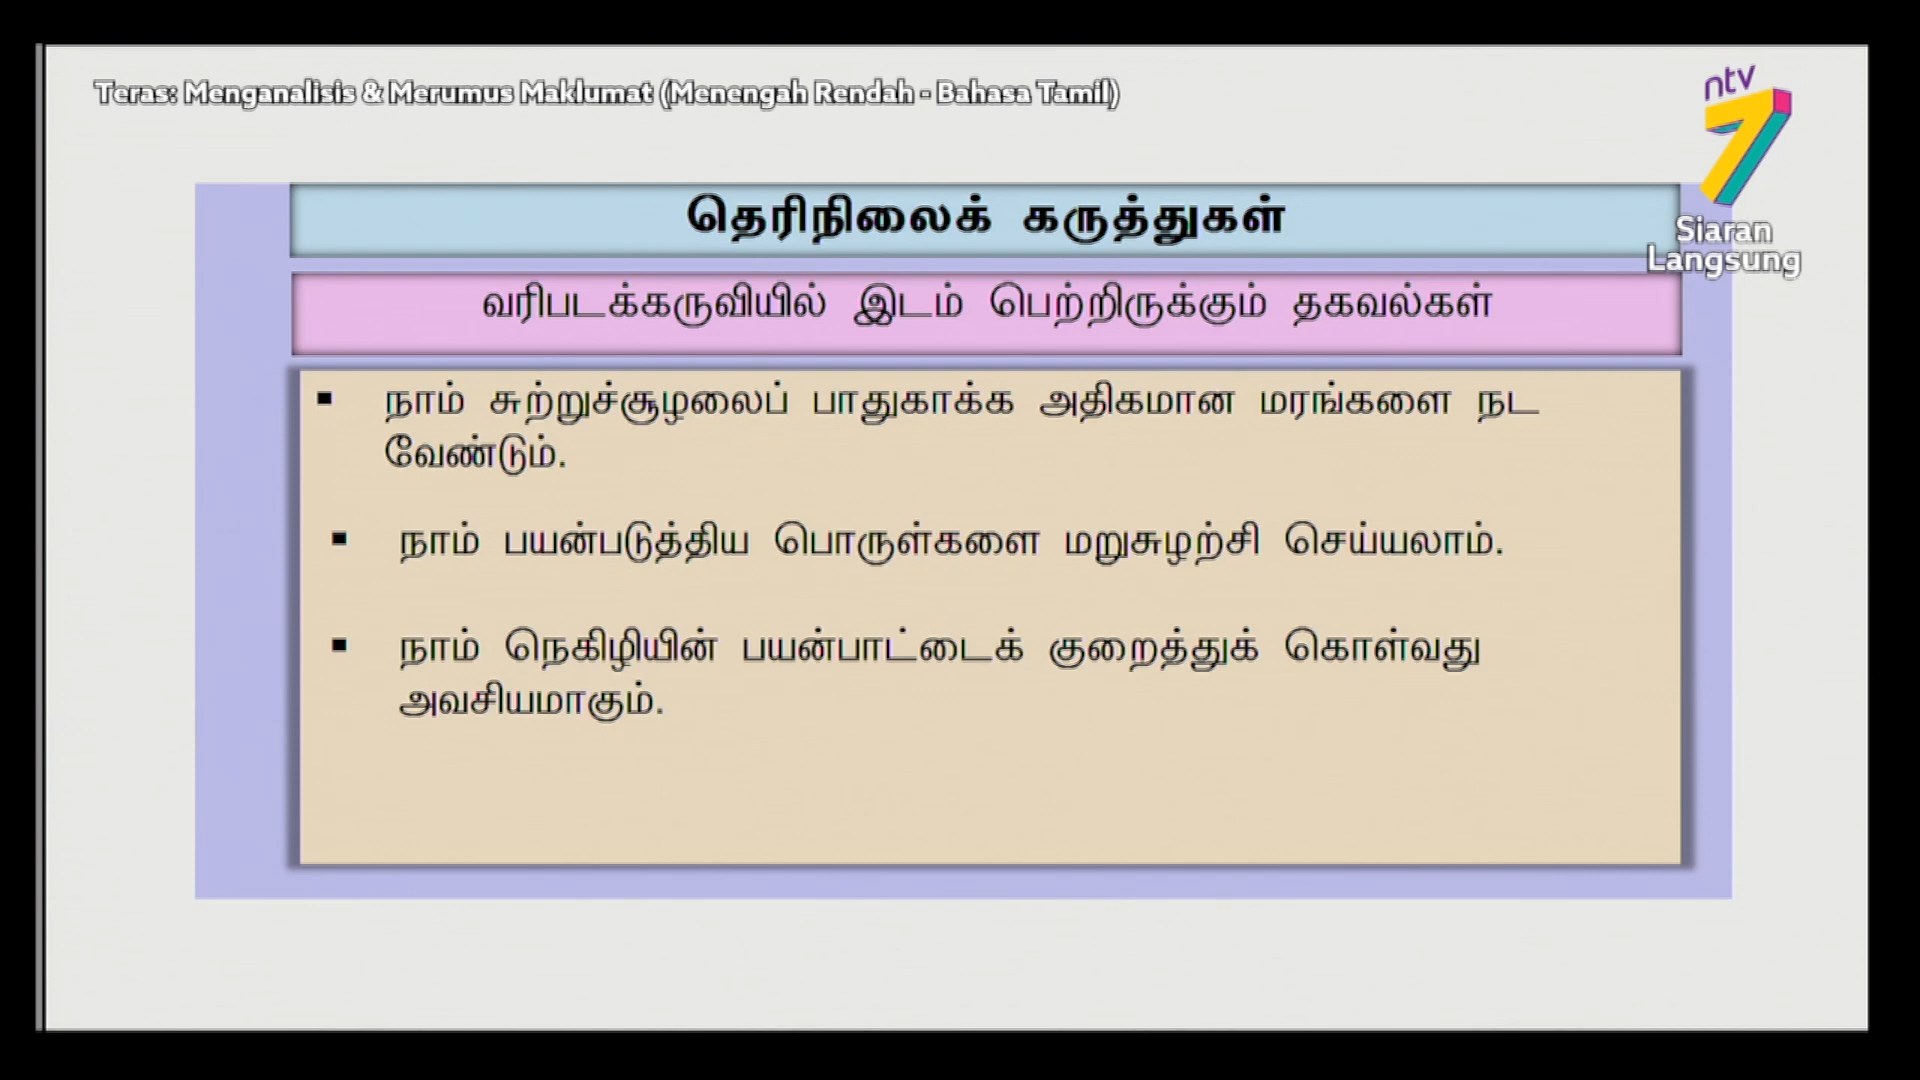 Teras: Menganalisis & Merumus Maklumat (Menengah Rendah - Bahasa Tamil)
ntv
7
Siaran
Langsung
தெரிநிலைக் கருத்துகள்
வரிபடக்கருவியில் இடம் பெற்றிருக்கும் தகவல்கள்
▪ நாம் சுற்றுச்சூழலைப் பாதுகாக்க அதிகமான மரங்களை நட
வேண்டும்.
▪ நாம் பயன்படுத்திய பொருள்களை மறுசுழற்சி செய்யலாம்.
▪ நாம் நெகிழியின் பயன்பாட்டைக் குறைத்துக் கொள்வது
அவசியமாகும்.